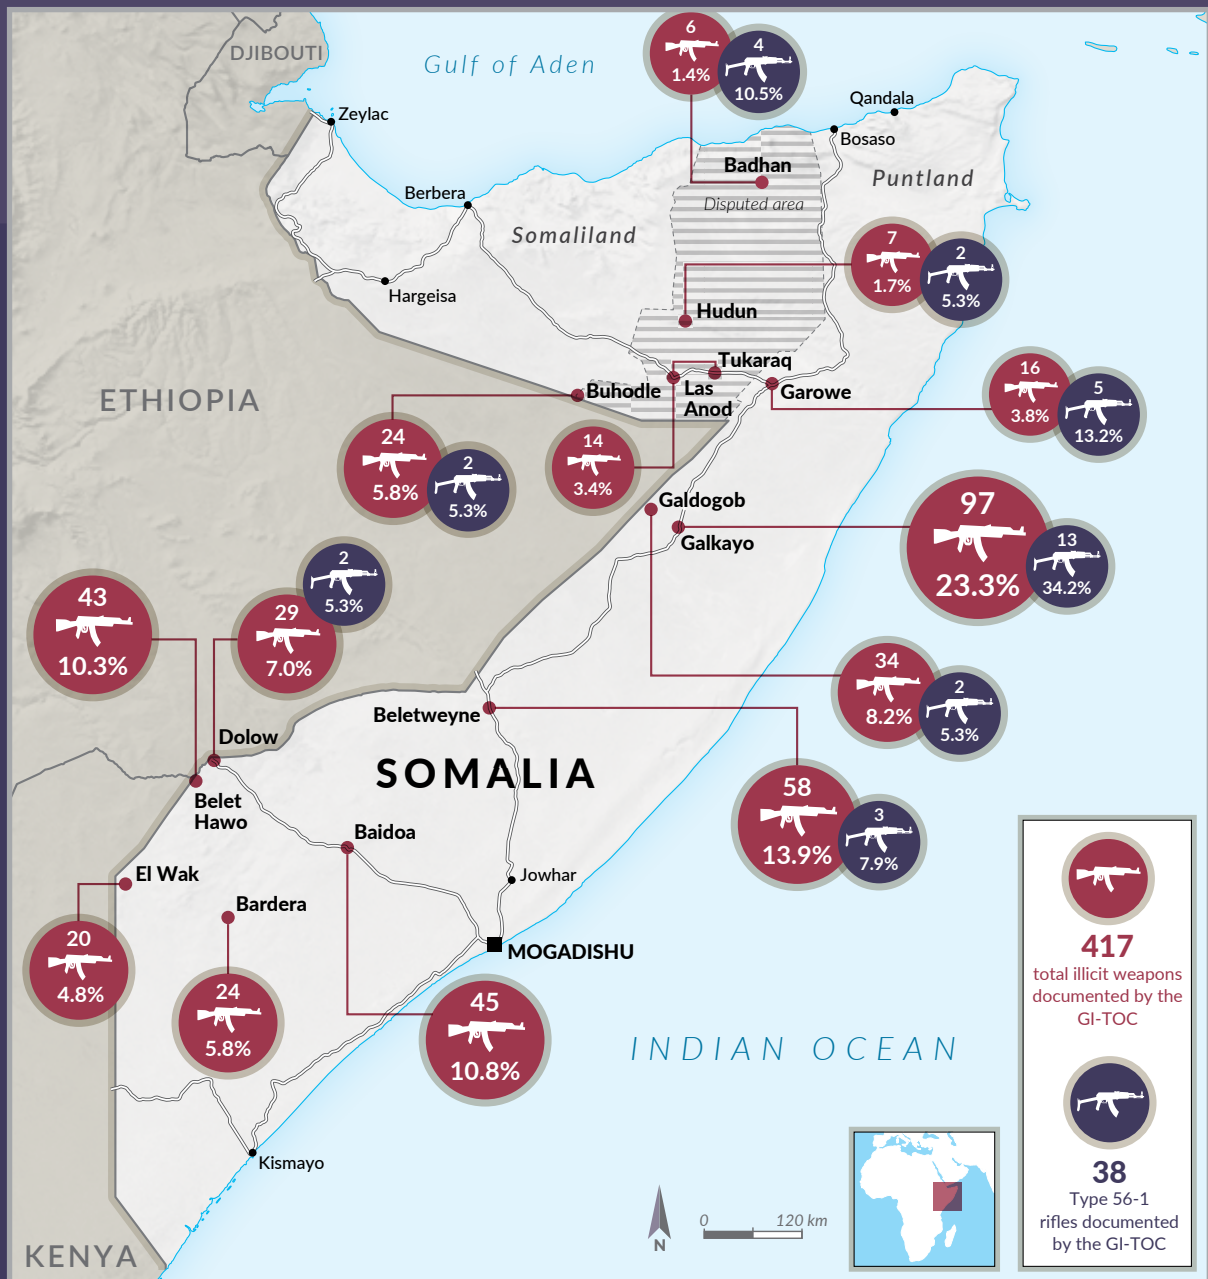 DJIBOUTI
Gulf of Aden
6
1.4%
4
10.5%
Zeylac
Qandala
Bosaso
Badhan
Puntland
Disputed area
Berbera
Somaliland
7
1.7%
2
5.3%
Hargeisa
Hudun
Tukaraq
ETHIOPIA
Buhodle
Las
Anod
Garowe
16
3.8%
5
13.2%
24
5.8%
2
5.3%
14
3.4%
Galdogob
Galkayo
97
23.3%
13
34.2%
2
5.3%
43
10.3%
29
7.0%
34
8.2%
2
5.3%
Beletweyne
Dolow
SOMALIA
58
13.9%
3
7.9%
Belet
Hawo
Baidoa
El Wak
Jowhar
Bardera
20
4.8%
MOGADISHU
24
5.8%
45
10.8%
INDIAN OCEAN
Kismayo
KENYA
N
0 120 km
417
total illicit weapons
documented by the
GI-TOC
38
Type 56-1
rifles documented
by the GI-TOC